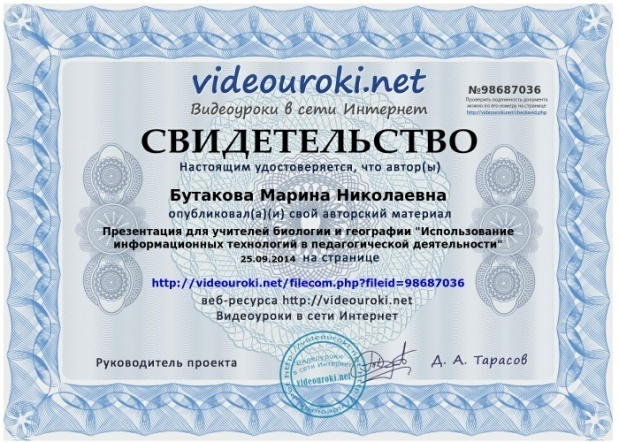 videouroki.net
Видеоуроки в сети Интернет
№98687036
Проверить подлинность документа
можно по его номеру на странице
СВИДЕТЕЛЬСТВО
Настоящим удостоверяется, что автор(ы)
Бутакова Марина Николаевна
опубликовал(а)(и) свой авторский материал
Презентация для учителей биологии и географии "Использование
информационных технологий в педагогической деятельности"
25.09.2014 на странице
http://videouroki.net/filecom.php?fileid=98687036
веб-ресурса http://videouroki.net
Видеоуроки в сети Интернет
Руководитель проекта
Видеоуроки
в сети Интернет
videouroki.net
Д. А. Тарасов